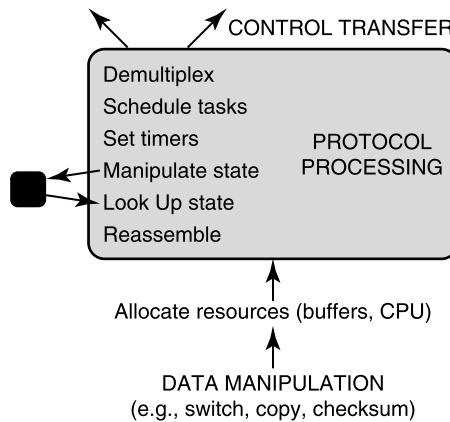 CONTROL TRANSFER
Demultiplex
Schedule tasks
Set timers
Manipulate state
Look Up state
Reassemble
PROTOCOL
PROCESSING
Allocate resources (buffers, CPU)
DATA MANIPULATION
(e.g., switch, copy, checksum)